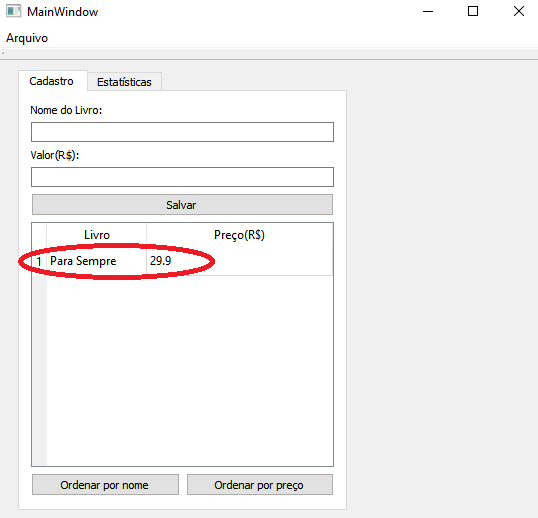 MainWindow
Arquivo
Cadastro Estatísticas
Nome do Livro:
Valor(R$):
Salvar
Livro Preço(R$)
1 Para Sempre 29.9
Ordenar por nome Ordenar por preço